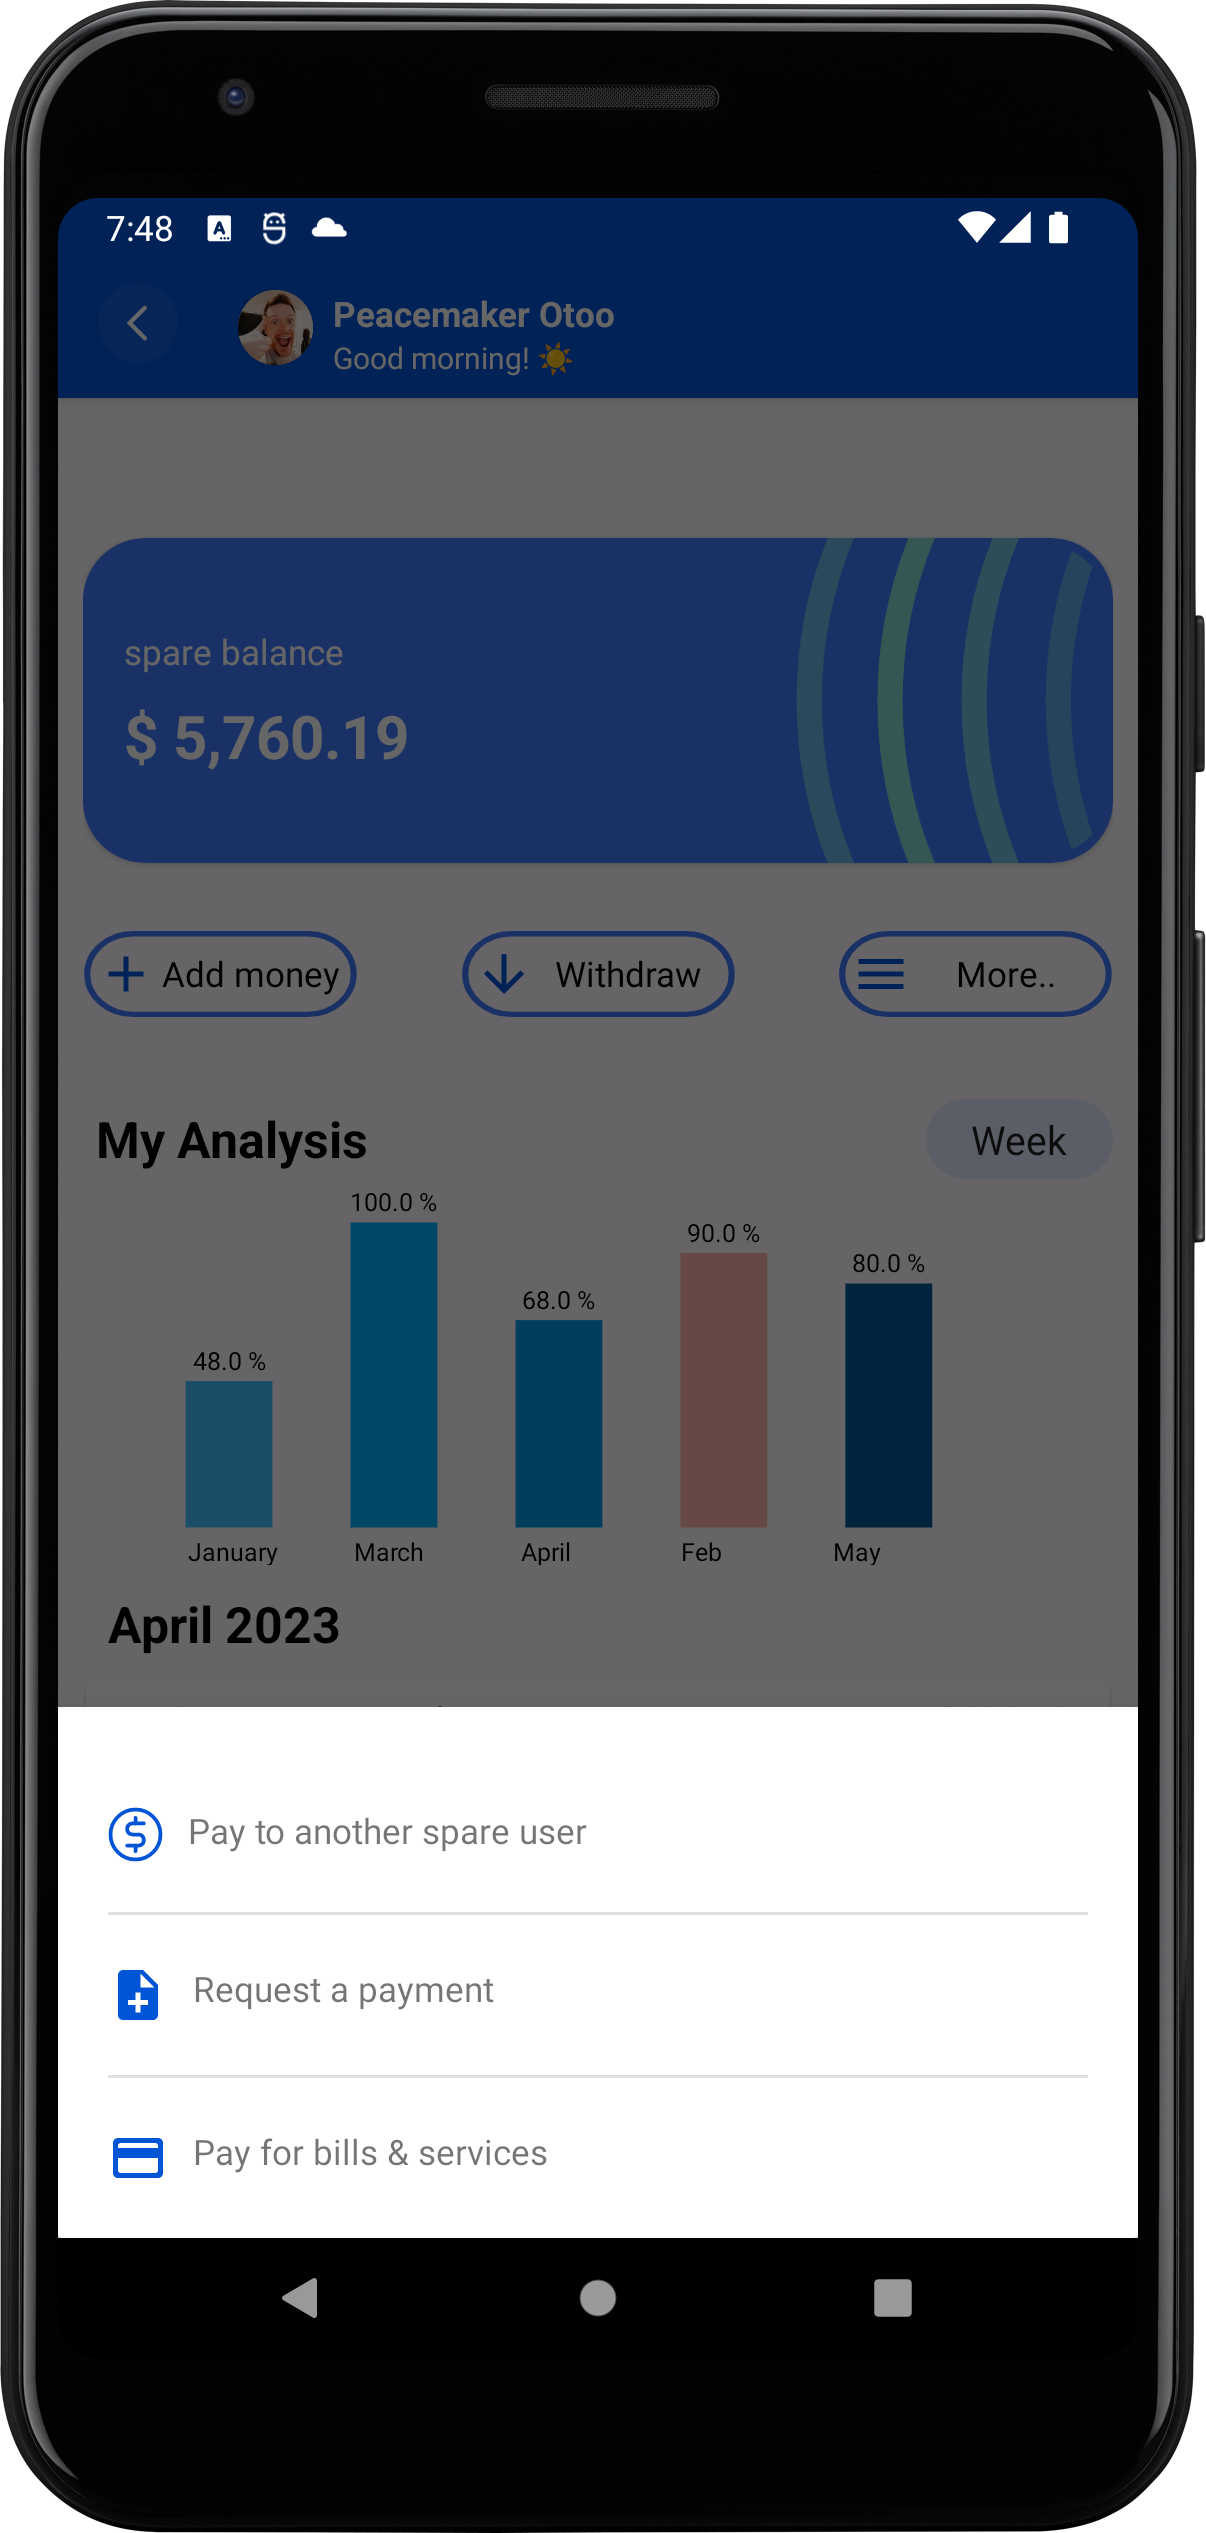 7:48
Peacemaker Otoo
Good morning!
spare balance
$ 5,760.19
Add money
Withdraw
More..
My Analysis
Week
100.0 %
90.0 %
80.0 %
68.0 %
48.0 %
January
March
April
Feb
May
April 2023
Pay to another spare user
Request a payment
Pay for bills & services